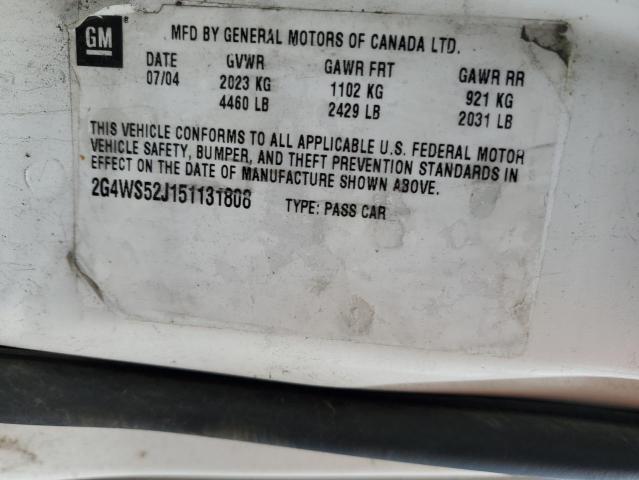 GM
MFD BY GENERAL MOTORS OF CANADA LTD.
DATE GVWR GAWR FRT GAWR RR
07/04 2023 KG 1102 KG 921 KG
4460 LB 2429 LB 2031 LB
THIS VEHICLE CONFORMS TO ALL APPLICABLE U.S. FEDERAL MOTOR
VEHICLE SAFETY, BUMPER, AND THEFT PREVENTION STANDARDS IN
EFFECT ON THE DATE OF MANUFACTURE SHOWN ABOVE.
2G4WS52J151131808 TYPE: PASS CAR